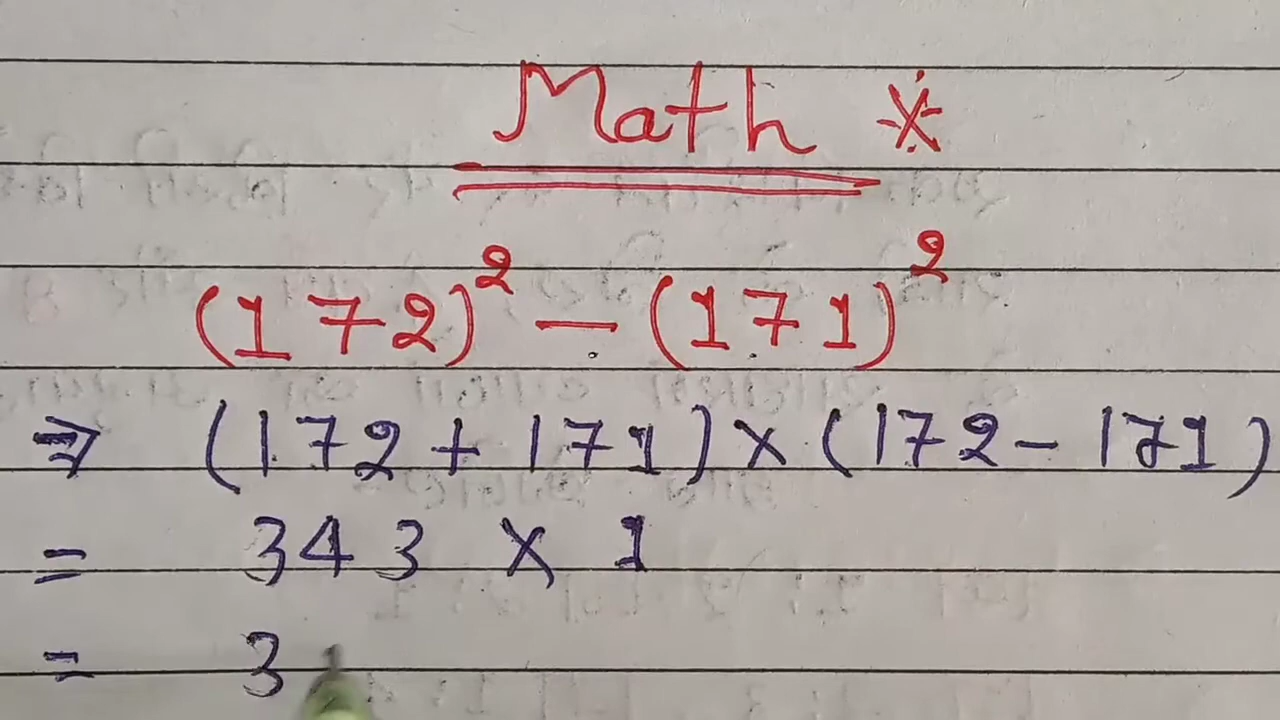 Math
(172)² – (171)²
⇒ (172 + 171) × (172 – 171)
= 343 × 1
= 3